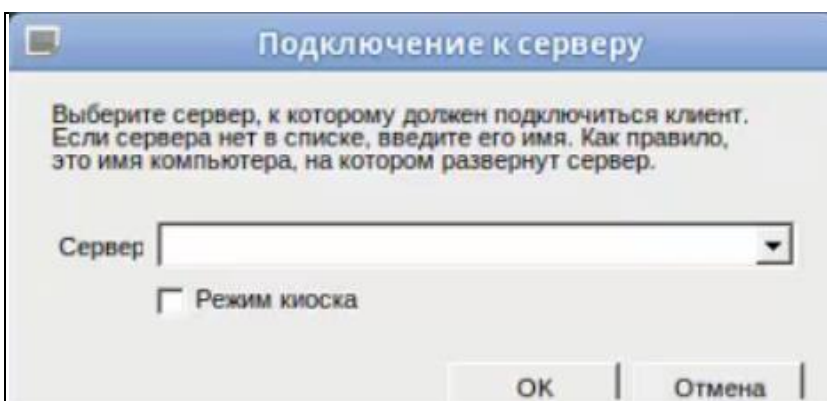 Подключение к серверу
Выберите сервер, к которому должен подключиться клиент.
Если сервера нет в списке, введите его имя. Как правило,
это имя компьютера, на котором развернут сервер.
Сервер
Режим киоска
ОК Отмена